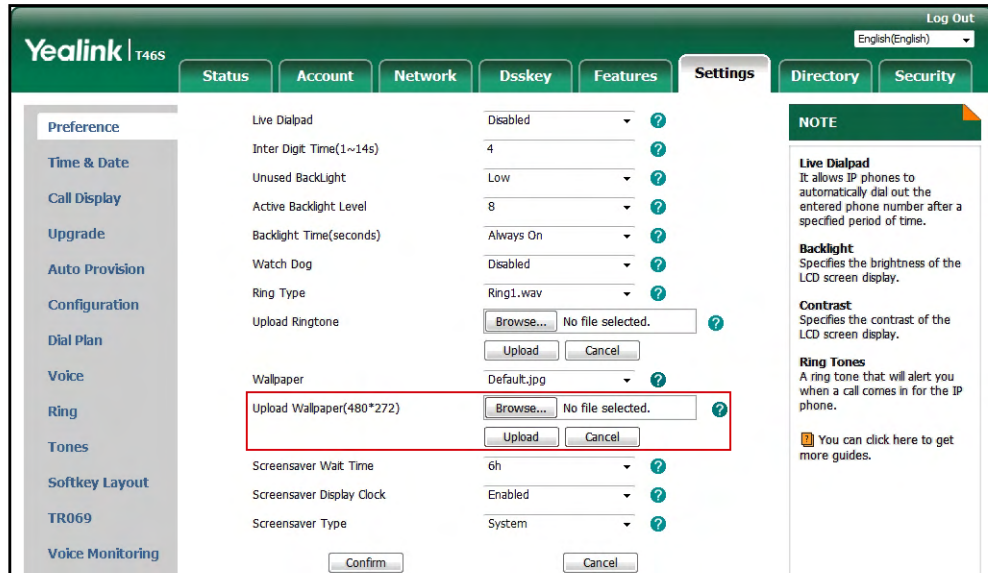 Log Out
Yealink | T46S
English(English)
Status Account Network Dsskey Features Settings Directory Security
Preference
Time & Date
Call Display
Upgrade
Auto Provision
Configuration
Dial Plan
Voice
Ring
Tones
Softkey Layout
TR069
Voice Monitoring
Live Dialpad Disabled ?
Inter Digit Time(1~14s) 4 ?
Unused BackLight Low ?
Active Backlight Level 8 ?
Backlight Time(seconds) Always On ?
Watch Dog Disabled ?
Ring Type Ring1.wav ?
Upload Ringtone Browse... No file selected. ?
Upload Cancel
Wallpaper Default.jpg ?
Upload Wallpaper(480*272) Browse... No file selected. ?
Upload Cancel
Screensaver Wait Time 6h ?
Screensaver Display Clock Enabled ?
Screensaver Type System ?
Confirm Cancel
NOTE
Live Dialpad
It allows IP phones to
automatically dial out the
entered phone number after a
specified period of time.
Backlight
Specifies the brightness of the
LCD screen display.
Contrast
Specifies the contrast of the
LCD screen display.
Ring Tones
A ring tone that will alert you
when a call comes in for the IP
phone.
? You can click here to get
more guides.